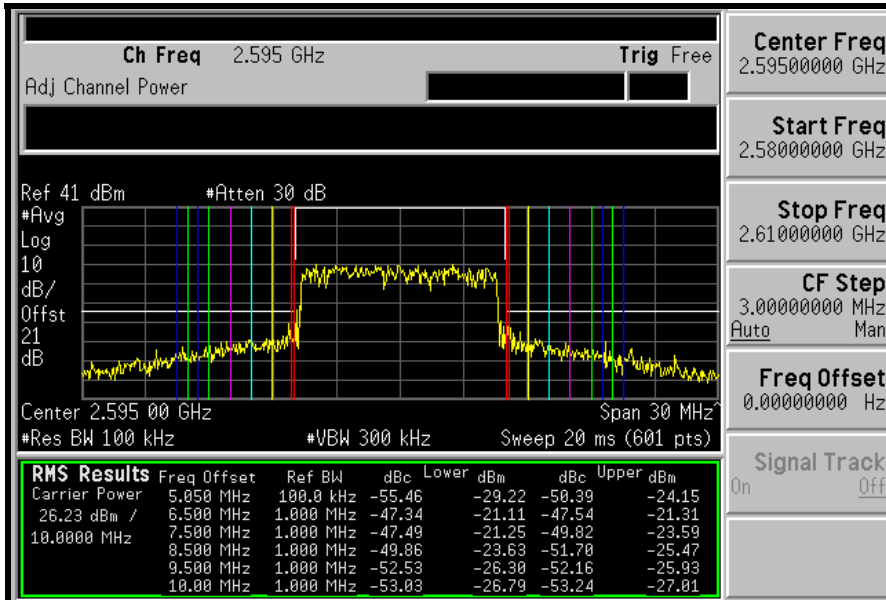 Ch Freq 2.595 GHz Trig Free
Adj Channel Power
Ref 41 dBm #Atten 30 dB
#Avg
Log
10
dB/
Offst
21
dB
Center 2.595 00 GHz Span 30 MHz^
#Res BW 100 kHz #VBW 300 kHz Sweep 20 ms (601 pts)
RMS Results Freq Offset Ref BW dBc Lower dBm dBc Upper dBm
Carrier Power 5.050 MHz 100.0 kHz -55.46 -29.22 -50.39 -24.15
26.23 dBm / 6.500 MHz 1.000 MHz -47.34 -21.11 -47.54 -21.31
10.0000 MHz 7.500 MHz 1.000 MHz -47.49 -21.25 -49.82 -23.59
8.500 MHz 1.000 MHz -49.86 -23.63 -51.70 -25.47
9.500 MHz 1.000 MHz -52.53 -26.30 -52.16 -25.93
10.00 MHz 1.000 MHz -53.03 -26.79 -53.24 -27.01
Center Freq
2.59500000 GHz
Start Freq
2.58000000 GHz
Stop Freq
2.61000000 GHz
CF Step
3.00000000 MHz
Auto Man
Freq Offset
0.00000000 Hz
Signal Track
On Off